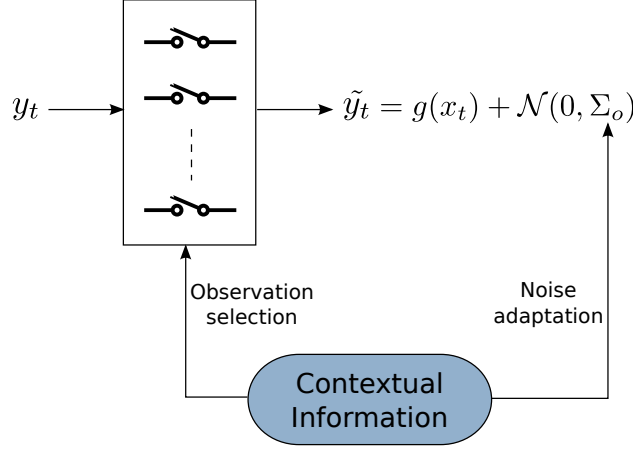 y_t
ỹ_t = g(x_t) + 𝒩(0, Σ_o)
Observation
selection
Noise
adaptation
Contextual
Information